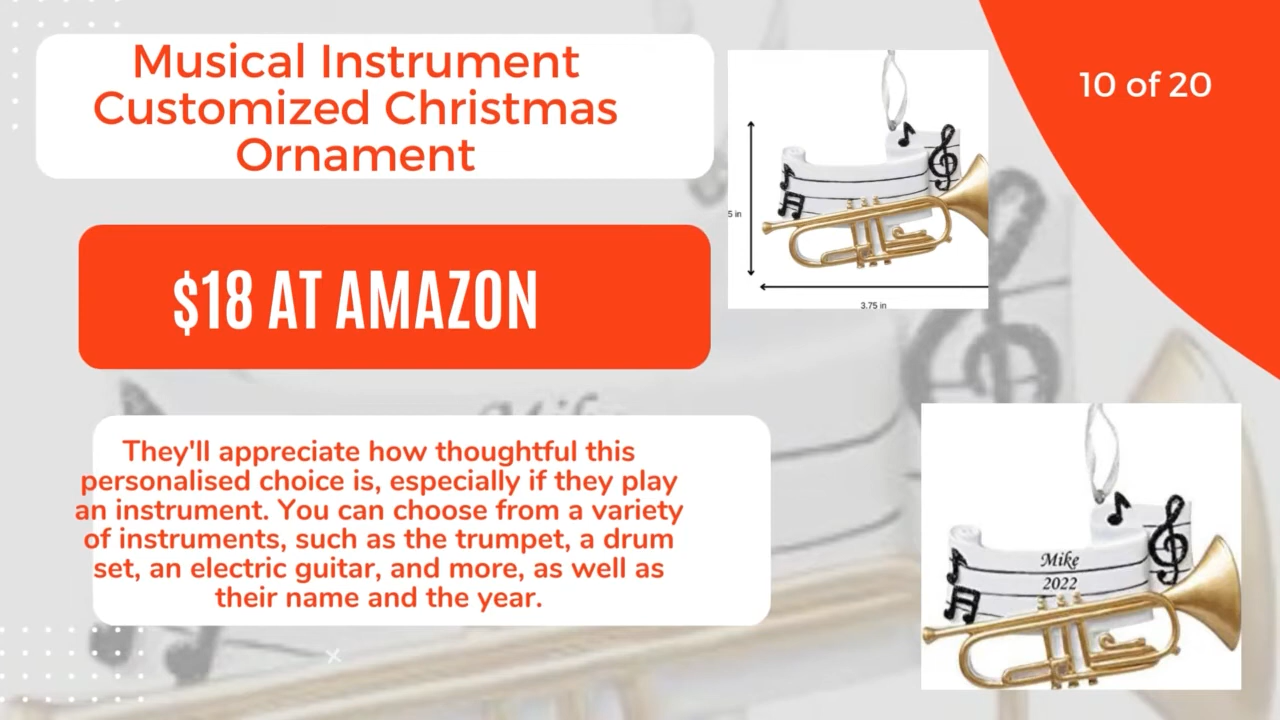 Musical Instrument
Customized Christmas
Ornament
10 of 20
5 in
3.75 in
$18 AT AMAZON
They'll appreciate how thoughtful this
personalised choice is, especially if they play
an instrument. You can choose from a variety
of instruments, such as the trumpet, a drum
set, an electric guitar, and more, as well as
their name and the year.
Mike
Mike
2022